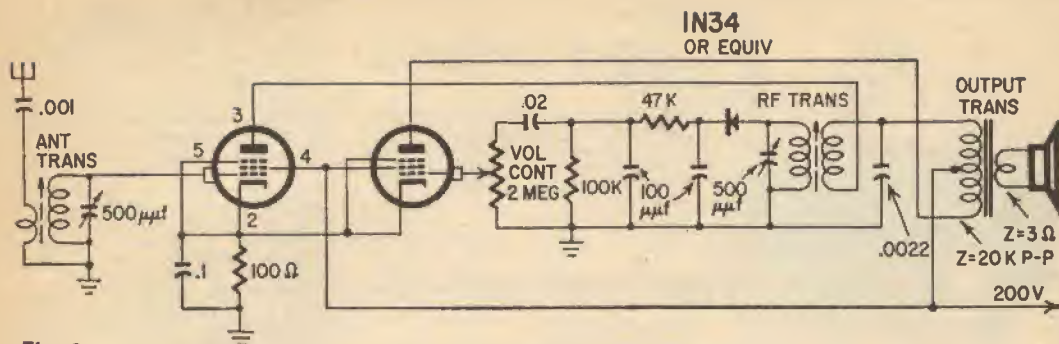 IN34
OR EQUIV
.001
ANT
TRANS
500μμf
3
5
4
2
.1
100Ω
.02
VOL
CONT
2 MEG
100K
47K
100
μμf
500
μμf
RF TRANS
.0022
OUTPUT
TRANS
Z=3Ω
Z=20K P-P
200V